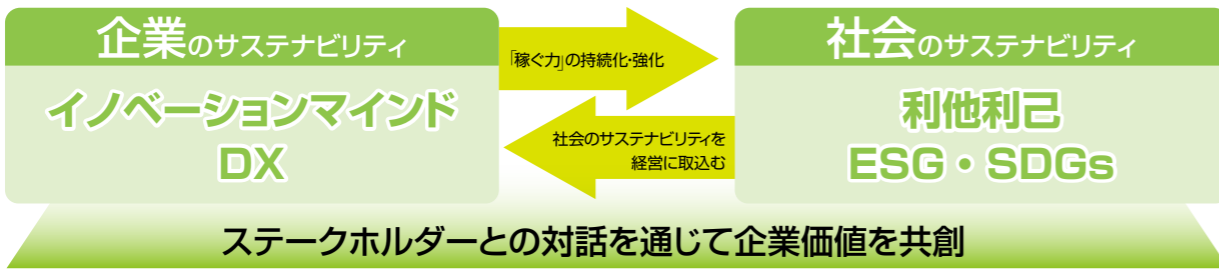 企業のサステナビリティ
イノベーションマインド
DX
「稼ぐ力」の持続化・強化
社会のサステナビリティを
経営に取込む
社会のサステナビリティ
利他利己
ESG・SDGs
ステークホルダーとの対話を通じて企業価値を共創